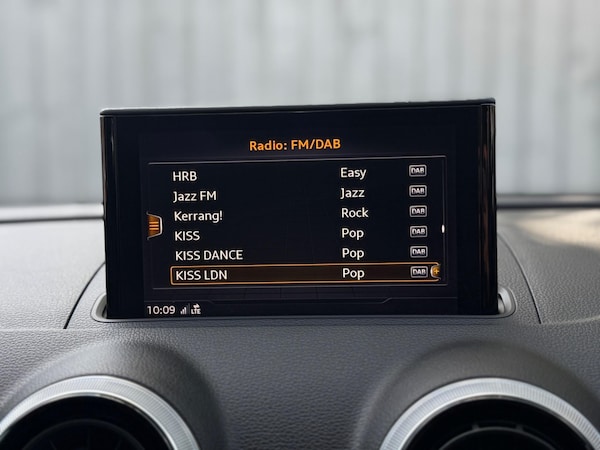 Radio: FM/DAB
HRB Easy DAB
Jazz FM Jazz DAB
Kerrang! Rock DAB
KISS Pop DAB
KISS DANCE Pop DAB
KISS LDN Pop DAB
10:09 LTE